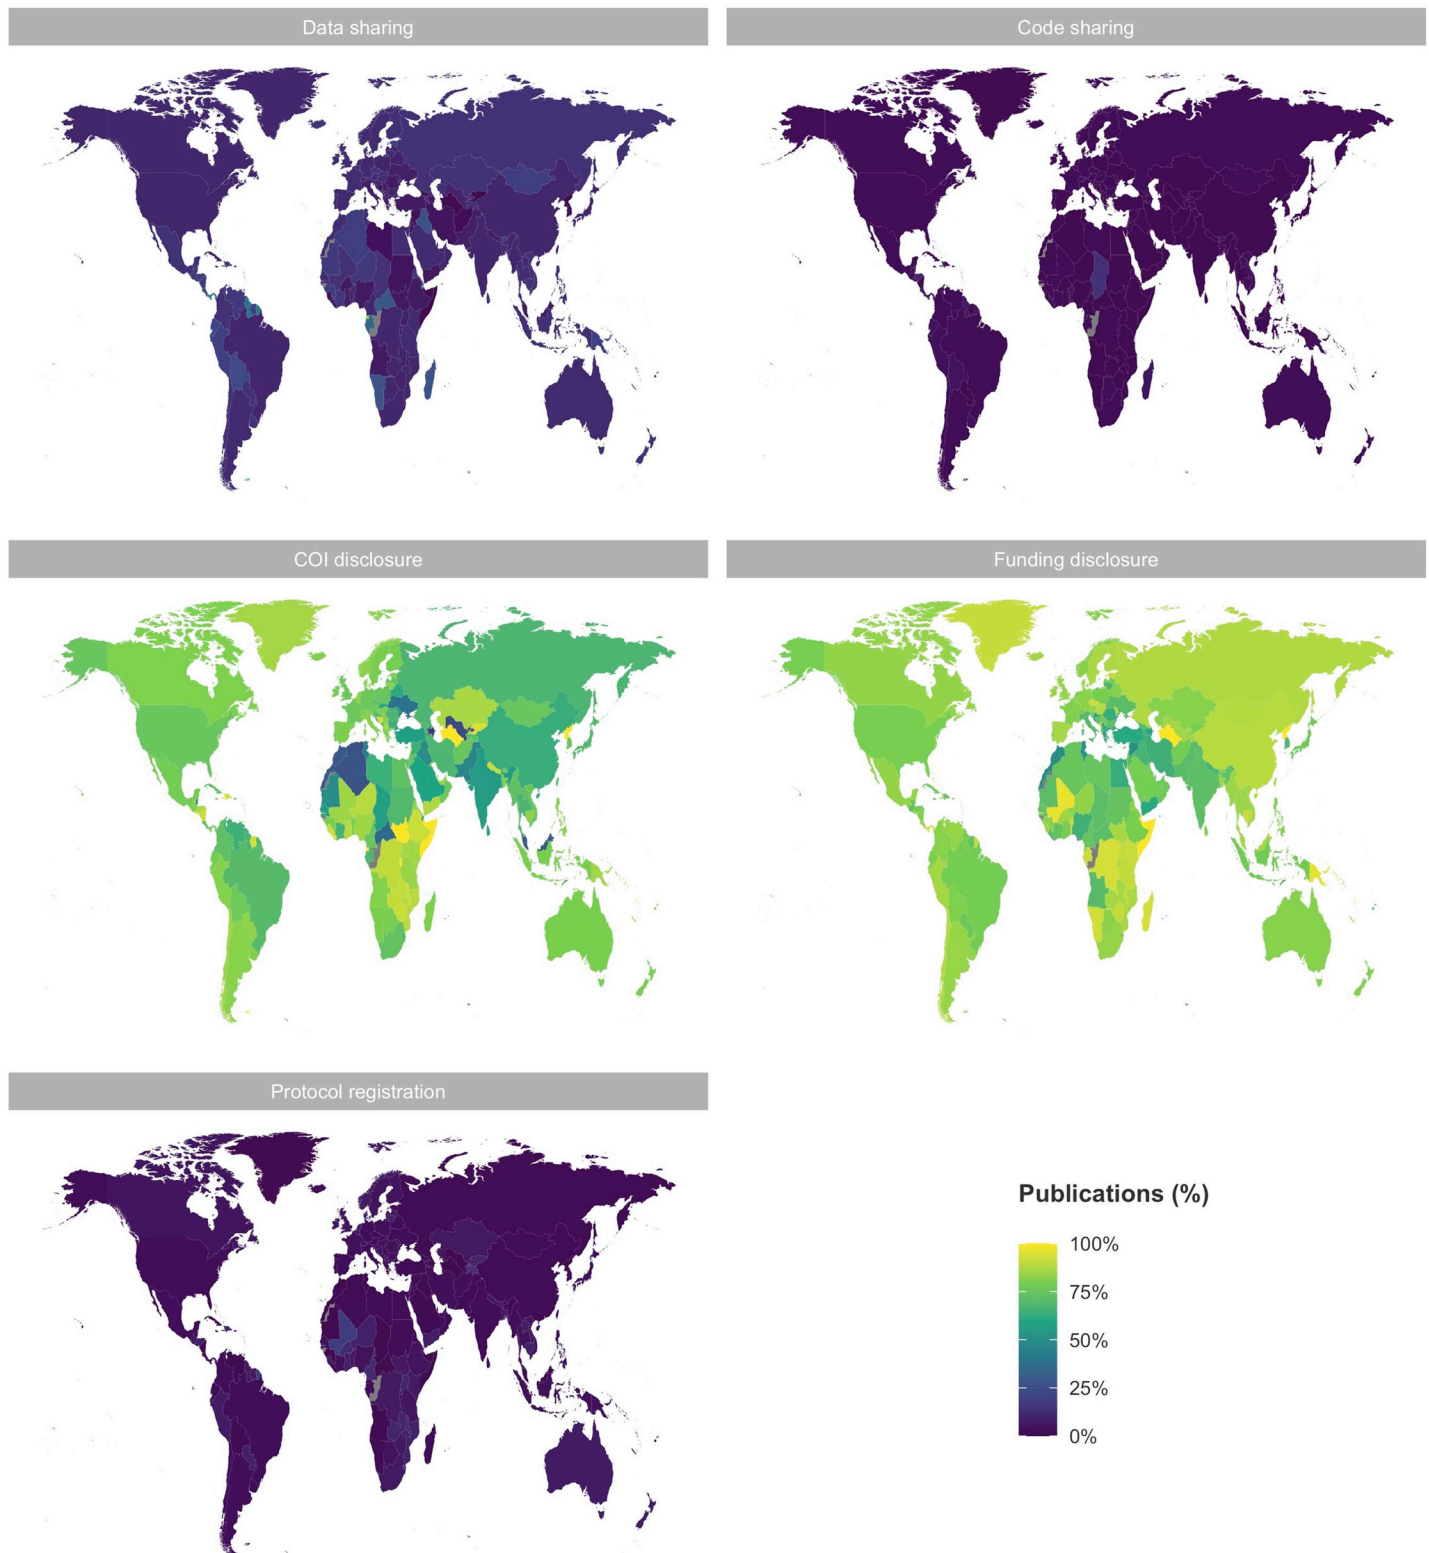 Data sharing
Code sharing
COI disclosure
Funding disclosure
Protocol registration
Publications (%)
100%
75%
50%
25%
0%